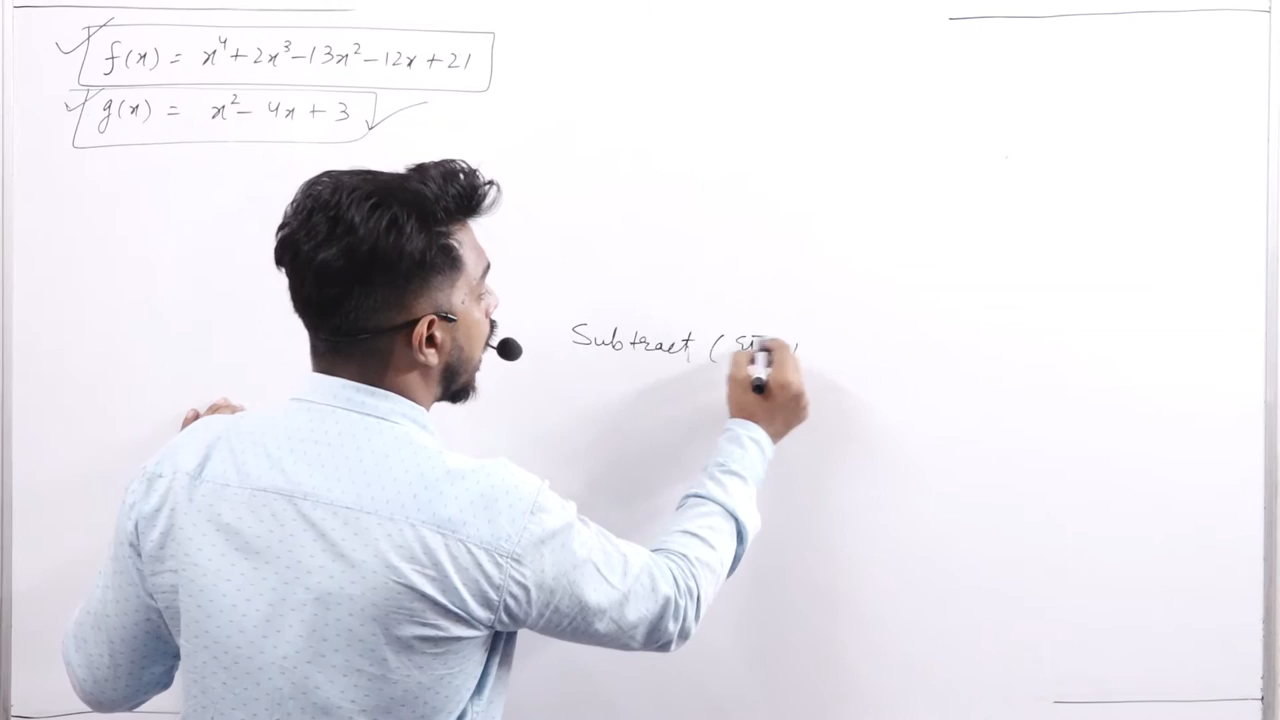 f(x) = x⁴+2x³-13x²-12x+21
g(x) = x²- 4x+3
Subtract (